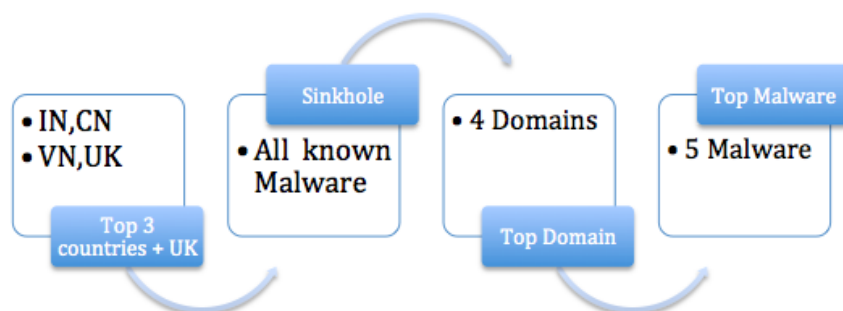 • IN,CN
• VN,UK
Top 3
countries + UK
Sinkhole
• All known
Malware
• 4 Domains
Top Domain
Top Malware
• 5 Malware